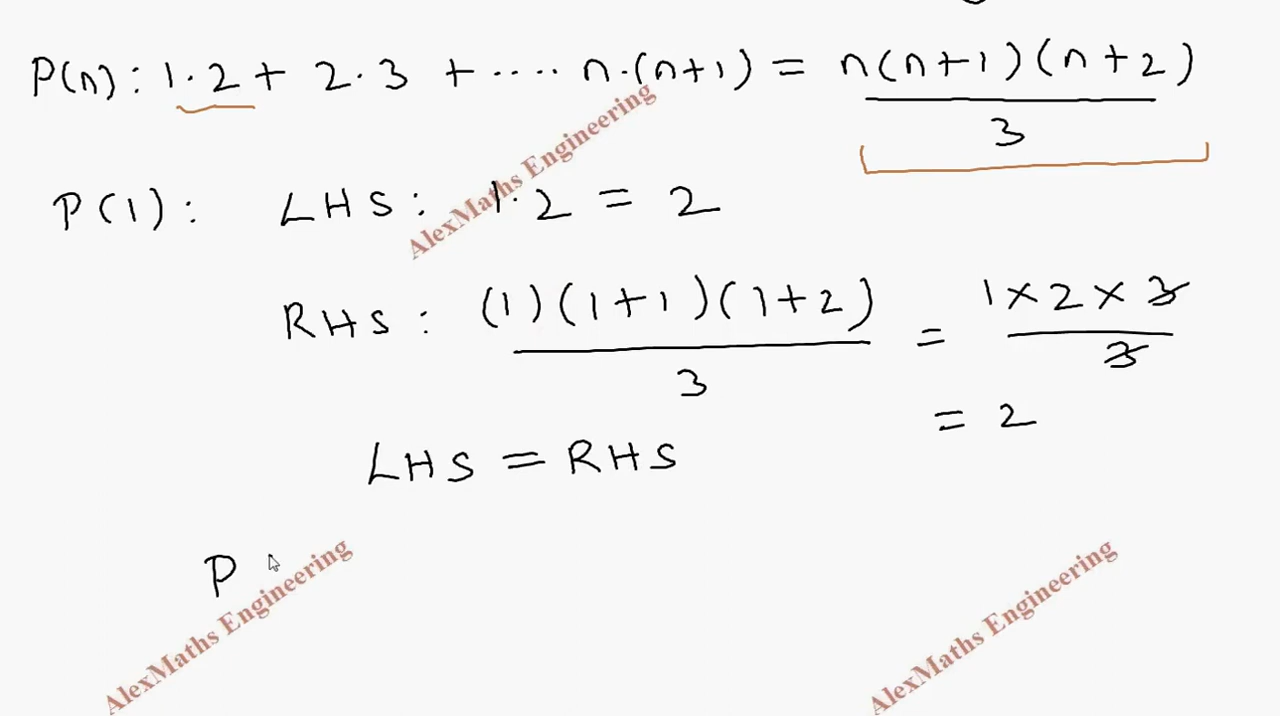 P(n): 1·2 + 2·3 + ···· n·(n+1) = n(n+1)(n+2)
3
P(1): LHS: 1·2 = 2
RHS: (1)(1+1)(1+2) = 1×2×3
3 3
= 2
LHS = RHS
P
AlexMaths Engineering
AlexMaths Engineering
AlexMaths Engineering